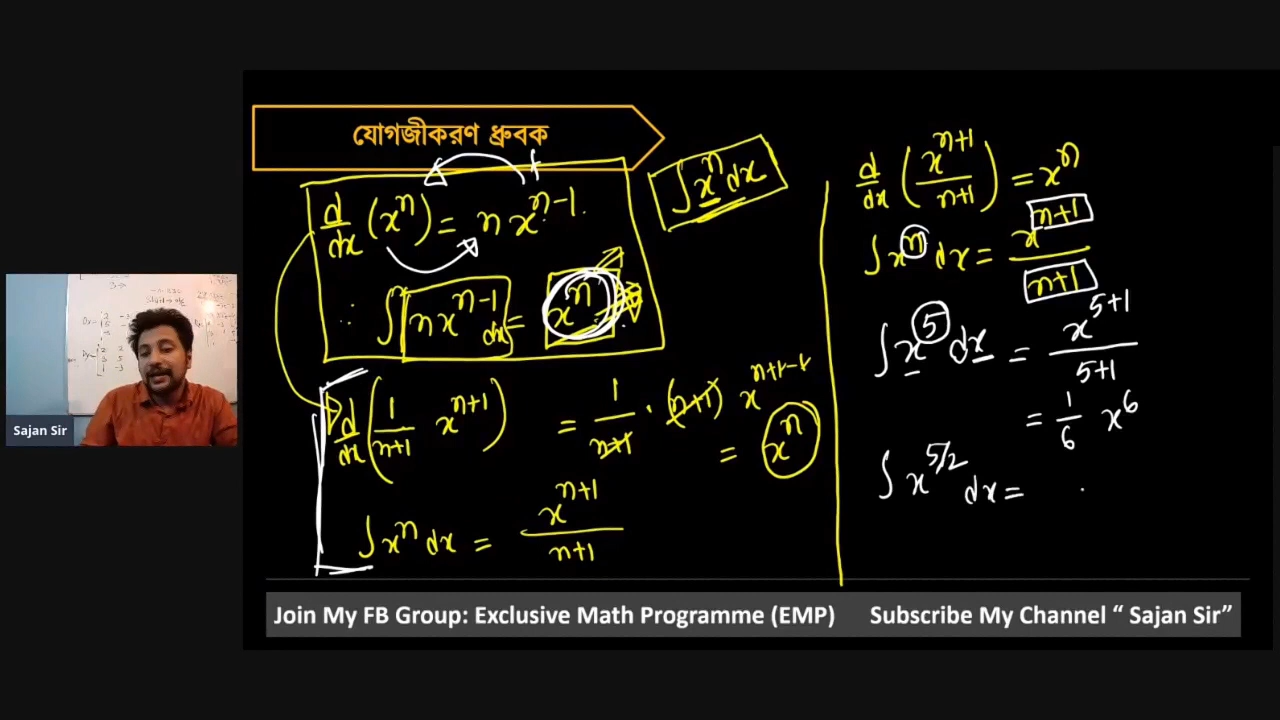 যোগজীকরণ ধ্রুবক
d/dx (xⁿ) = n xⁿ⁻¹
∴ ∫ n xⁿ⁻¹ dx = xⁿ
d/dx (1/n+1 xⁿ⁺¹) = 1/n+1 · (n+1) xⁿ⁺¹⁻¹
= xⁿ
∫ xⁿ dx = xⁿ⁺¹/n+1
∫ xⁿ dx
d/dx (xⁿ⁺¹/n+1) = xⁿ
∫ xⁿ dx = xⁿ⁺¹/n+1
∫ x⁵ dx = x⁵⁺¹/5+1
= 1/6 x⁶
∫ x^5/2 dx =
Sajan Sir
Join My FB Group: Exclusive Math Programme (EMP) Subscribe My Channel “ Sajan Sir”